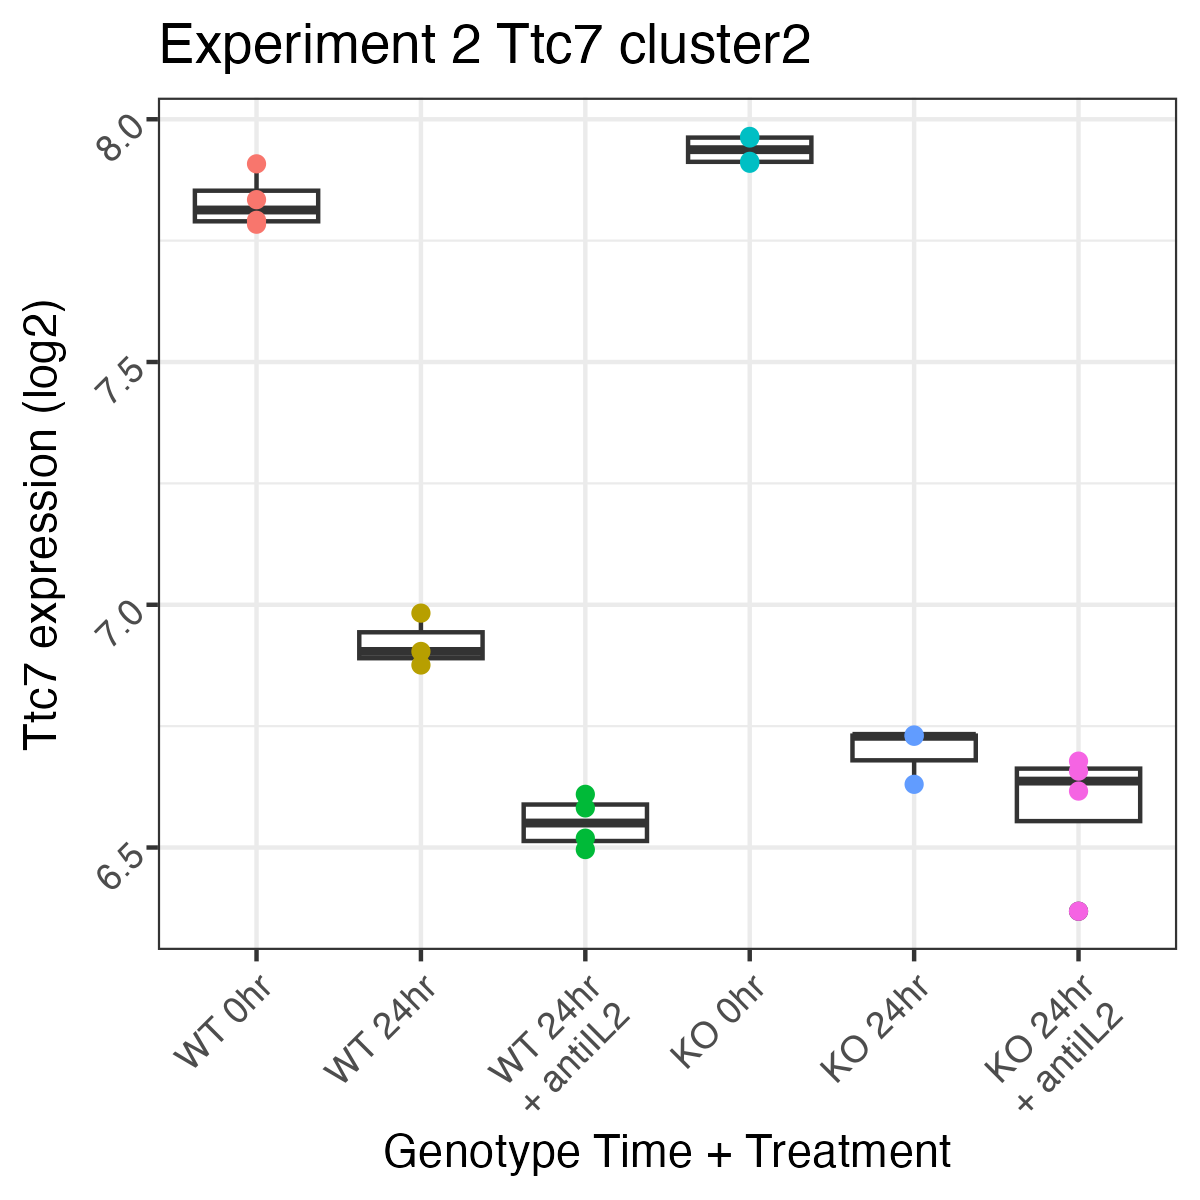 Experiment 2 Ttc7 cluster2
Ttc7 expression (log2)
8.0
7.5
7.0
6.5
WT 0hr
WT 24hr
WT 24hr
+ antiIL2
KO 0hr
KO 24hr
KO 24hr
+ antiIL2
Genotype Time + Treatment